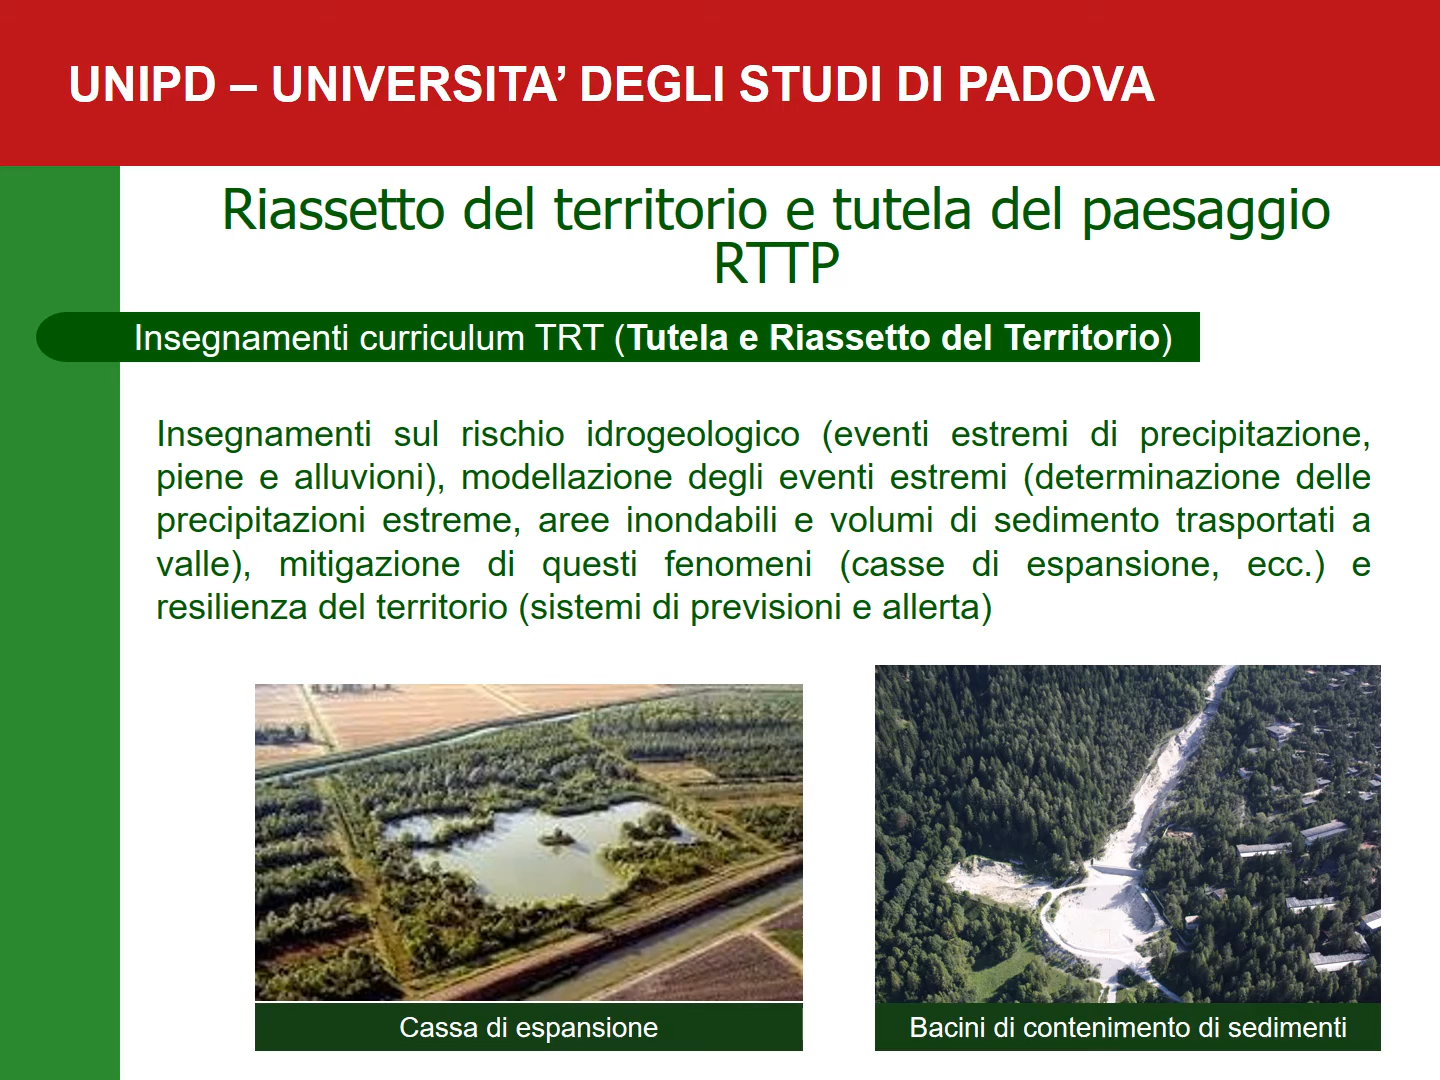 UNIPD – UNIVERSITA’ DEGLI STUDI DI PADOVA
Riassetto del territorio e tutela del paesaggio
RTTP
Insegnamenti curriculum TRT (Tutela e Riassetto del Territorio)
Insegnamenti sul rischio idrogeologico (eventi estremi di precipitazione,
piene e alluvioni), modellazione degli eventi estremi (determinazione delle
precipitazioni estreme, aree inondabili e volumi di sedimento trasportati a
valle), mitigazione di questi fenomeni (casse di espansione, ecc.) e
resilienza del territorio (sistemi di previsioni e allerta)
Cassa di espansione
Bacini di contenimento di sedimenti